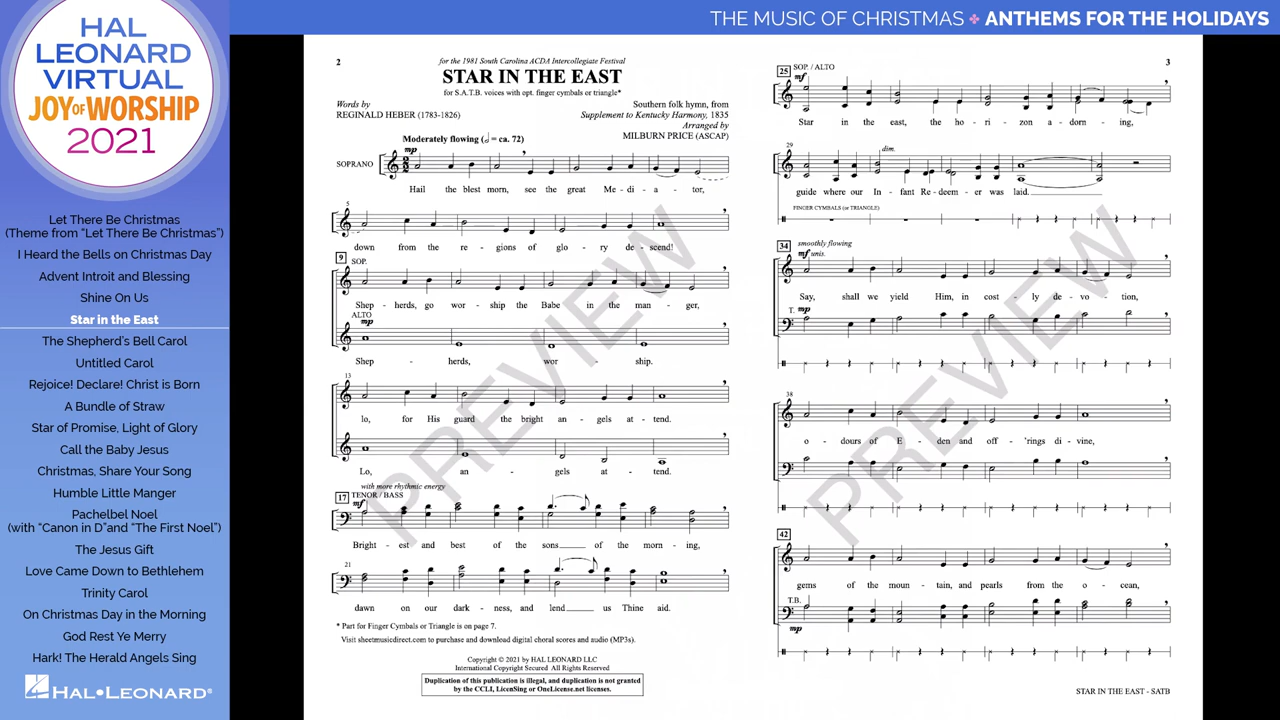 HAL
LEONARD
VIRTUAL
JOY OF WORSHIP
2021
Let There Be Christmas
(Theme from “Let There Be Christmas”)
I Heard the Bells on Christmas Day
Advent Introit and Blessing
Shine On Us
Star in the East
The Shepherd’s Bell Carol
Untitled Carol
Rejoice! Declare! Christ is Born
A Bundle of Straw
Star of Promise, Light of Glory
Call the Baby Jesus
Christmas, Share Your Song
Humble Little Manger
Pachelbel Noel
(with “Canon in D”and “The First Noel”)
The Jesus Gift
Love Came Down to Bethlehem
Trinity Carol
On Christmas Day in the Morning
God Rest Ye Merry
Hark! The Herald Angels Sing
HAL•LEONARD®
THE MUSIC OF CHRISTMAS ANTHEMS FOR THE HOLIDAYS
2
for the 1981 South Carolina ACDA Intercollegiate Festival
STAR IN THE EAST
for S.A.T.B. voices with opt. finger cymbals or triangle*
Words by
REGINALD HEBER (1783-1826)
Southern folk hymn, from
Supplement to Kentucky Harmony, 1835
Arranged by
MILBURN PRICE (ASCAP)
Moderately flowing (𝅗𝅥 = ca. 72)
mp
SOPRANO
Hail the blest morn, see the great Me - di - a - tor,
5
down from the re - gions of glo - ry de - scend!
9 SOP.
Shep - herds, go wor - ship the Babe in the man - ger,
ALTO
mp
Shep - herds, wor - ship.
13
lo, for His guard the bright an - gels at - tend.
Lo, an - gels at - tend.
with more rhythmic energy
17 TENOR / BASS
mf
Bright - est and best of the sons of the morn - ing,
21
dawn on our dark - ness, and lend us Thine aid.
* Part for Finger Cymbals or Triangle is on page 7.
Visit sheetmusicdirect.com to purchase and download digital choral scores and audio (MP3s).
Copyright © 2021 by HAL LEONARD LLC
International Copyright Secured All Rights Reserved
Duplication of this publication is illegal, and duplication is not granted
by the CCLI, LicenSing or OneLicense.net licenses.
PREVIEW
3
25 SOP. / ALTO
mf
Star in the east, the ho - ri - zon a - dorn - ing,
29
dim.
guide where our In - fant Re - deem - er was laid.
FINGER CYMBALS (or TRIANGLE)
34 smoothly flowing
mf unis.
Say, shall we yield Him, in cost - ly de - vo - tion,
T. mp
38
o - dours of E - den and off - ’rings di - vine,
42
gems of the moun - tain, and pearls from the o - cean,
T.B.
mp
PREVIEW
STAR IN THE EAST - SATB